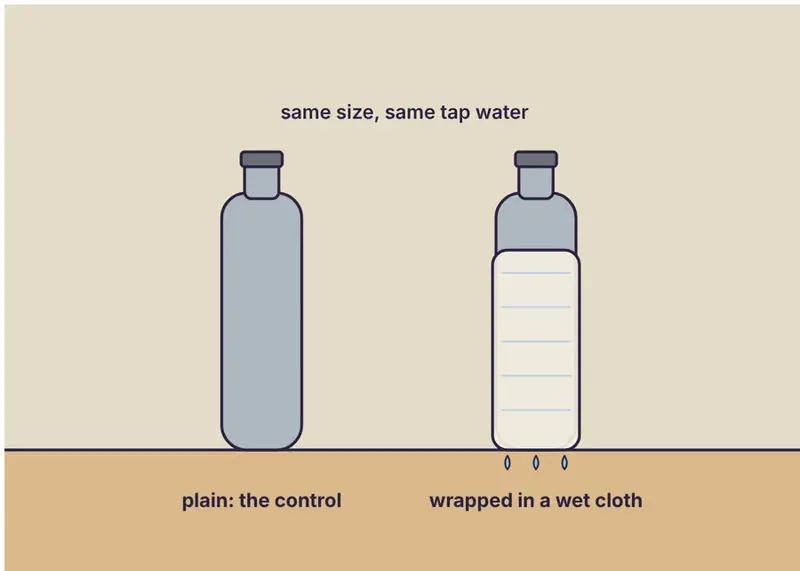 same size, same tap water
plain: the control
wrapped in a wet cloth